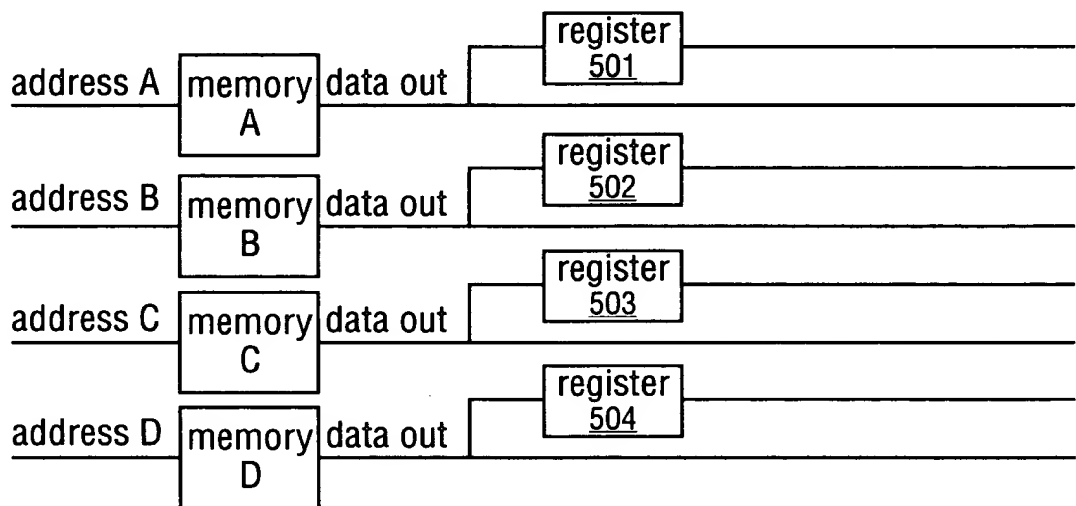 register
501
address A
memory
A
data out
register
502
address B
memory
B
data out
register
503
address C
memory
C
data out
register
504
address D
memory
D
data out